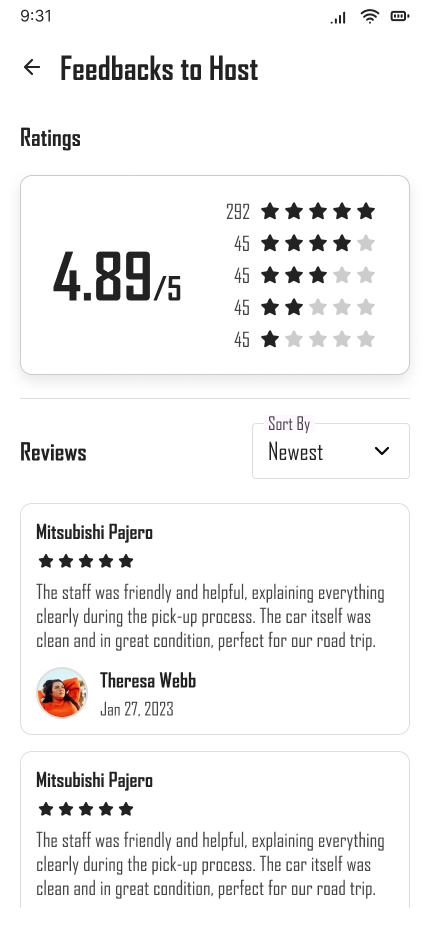 9:31
Feedbacks to Host
Ratings
4.89/5
292
45
45
45
45
Reviews
Sort By
Newest
Mitsubishi Pajero
The staff was friendly and helpful, explaining everything
clearly during the pick-up process. The car itself was
clean and in great condition, perfect for our road trip.
Theresa Webb
Jan 27, 2023
Mitsubishi Pajero
The staff was friendly and helpful, explaining everything
clearly during the pick-up process. The car itself was
clean and in great condition, perfect for our road trip.